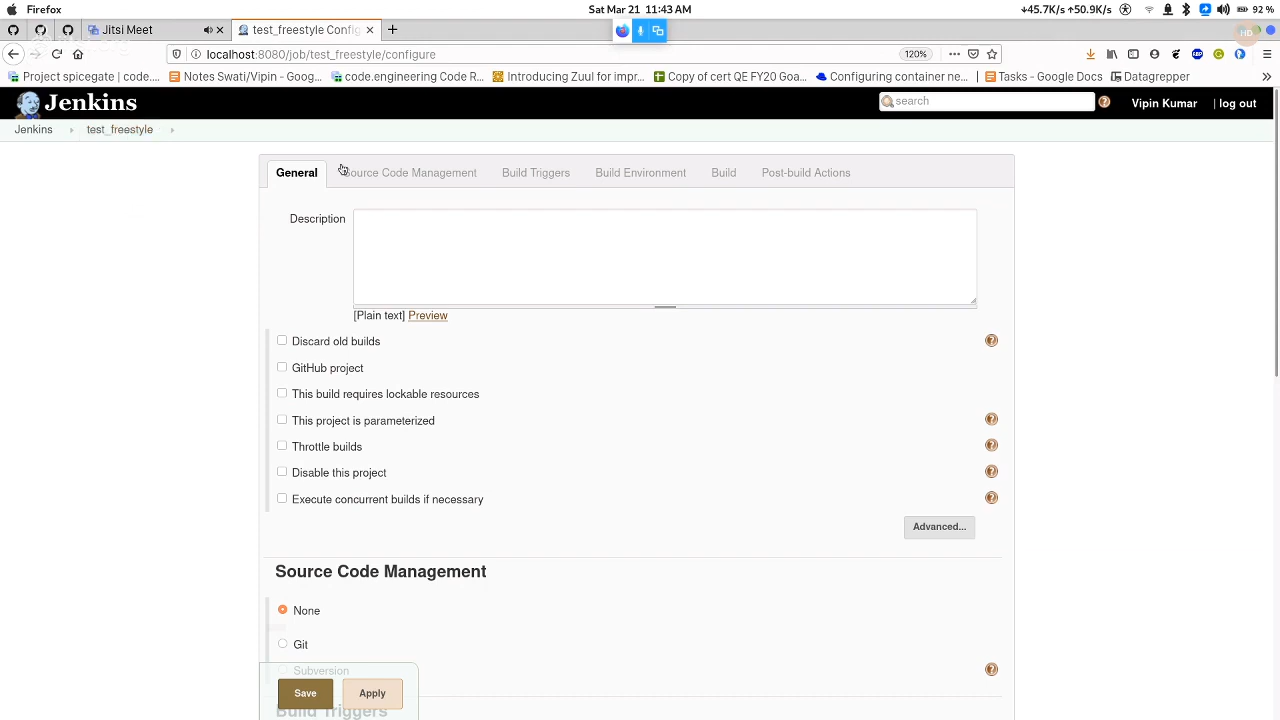 Firefox
Sat Mar 21 11:43 AM
↓45.7K/s +50.9K/s
92 %
Jitsi Meet
test_freestyle Config
HD
localhost:8080/job/test_freestyle/configure
120%
Project spicegate | code....
Notes Swati/Vipin - Goog...
code.engineering Code R...
Introducing Zuul for impr...
Copy of cert QE FY20 Goa...
Configuring container ne...
Tasks - Google Docs
Datagrepper
Jenkins
search
Vipin Kumar
log out
Jenkins
test_freestyle
General
Source Code Management
Build Triggers
Build Environment
Build
Post-build Actions
Description
[Plain text] Preview
Discard old builds
GitHub project
This build requires lockable resources
This project is parameterized
Throttle builds
Disable this project
Execute concurrent builds if necessary
Advanced...
Source Code Management
None
Git
Subversion
Save
Apply
Build Triggers